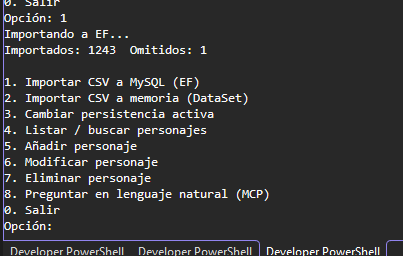 0. Salir
Opción: 1
Importando a EF...
Importados: 1243  Omitidos: 1
1. Importar CSV a MySQL (EF)
2. Importar CSV a memoria (DataSet)
3. Cambiar persistencia activa
4. Listar / buscar personajes
5. Añadir personaje
6. Modificar personaje
7. Eliminar personaje
8. Preguntar en lenguaje natural (MCP)
0. Salir
Opción:
Developer PowerShell Developer PowerShell Developer PowerShell